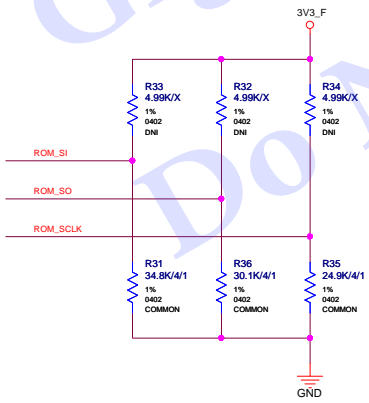 3V3_F
R33
4.99K/X
1%
0402
DNI
R32
4.99K/X
1%
0402
DNI
R34
4.99K/X
1%
0402
DNI
ROM_SI
ROM_SO
ROM_SCLK
R31
34.8K/4/1
1%
0402
COMMON
R36
30.1K/4/1
1%
0402
COMMON
R35
24.9K/4/1
1%
0402
COMMON
GND
Do